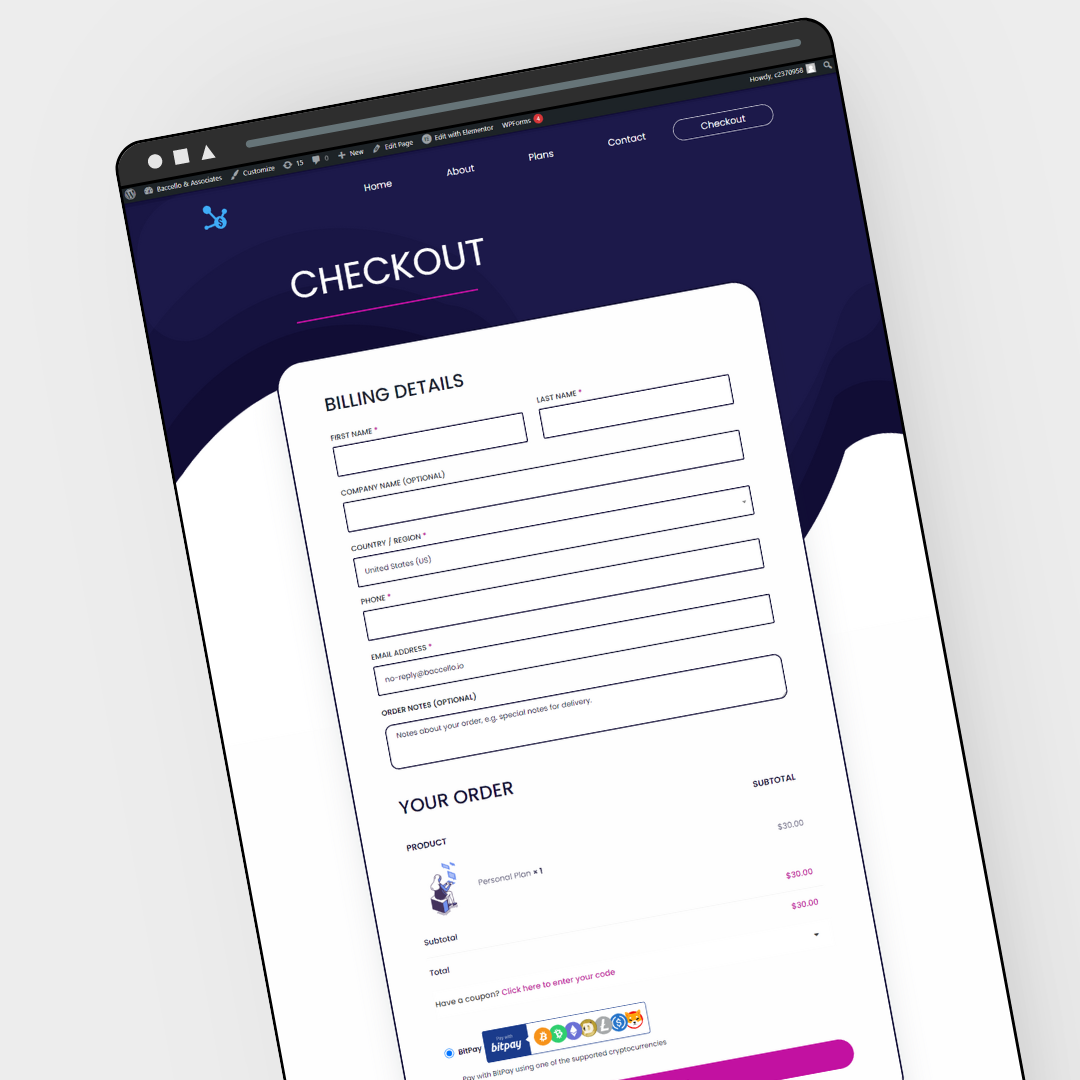 Baccello & Associates Customize 15 0 New Edit Page Edit with Elementor WPForms 4 Howdy, c2370958
Home About Plans Contact Checkout
CHECKOUT
BILLING DETAILS
FIRST NAME * LAST NAME *
COMPANY NAME (OPTIONAL)
COUNTRY / REGION *
United States (US)
PHONE *
EMAIL ADDRESS *
no-reply@baccello.io
ORDER NOTES (OPTIONAL)
Notes about your order, e.g. special notes for delivery.
YOUR ORDER
PRODUCT SUBTOTAL
Personal Plan × 1 $30.00
Subtotal $30.00
Total $30.00
Have a coupon? Click here to enter your code
BitPay Pay with bitpay
Pay with BitPay using one of the supported cryptocurrencies